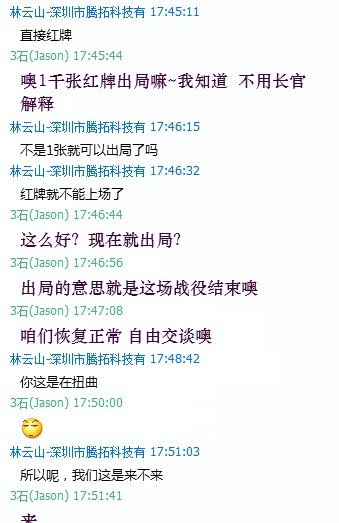 林云山-深圳市腾拓科技有 17:45:11
直接红牌
3石(Jason) 17:45:44
噢1千张红牌出局嘛~我知道 不用长官
解释
林云山-深圳市腾拓科技有 17:46:15
不是1张就可以出局了吗
林云山-深圳市腾拓科技有 17:46:32
红牌就不能上场了
3石(Jason) 17:46:44
这么好？现在就出局？
3石(Jason) 17:46:56
出局的意思就是这场战役结束噢
3石(Jason) 17:47:08
咱们恢复正常 自由交谈噢
林云山-深圳市腾拓科技有 17:48:42
你这是在扭曲
3石(Jason) 17:50:00
林云山-深圳市腾拓科技有 17:51:03
所以呢，我们这是来不来
3石(Jason) 17:51:41
来